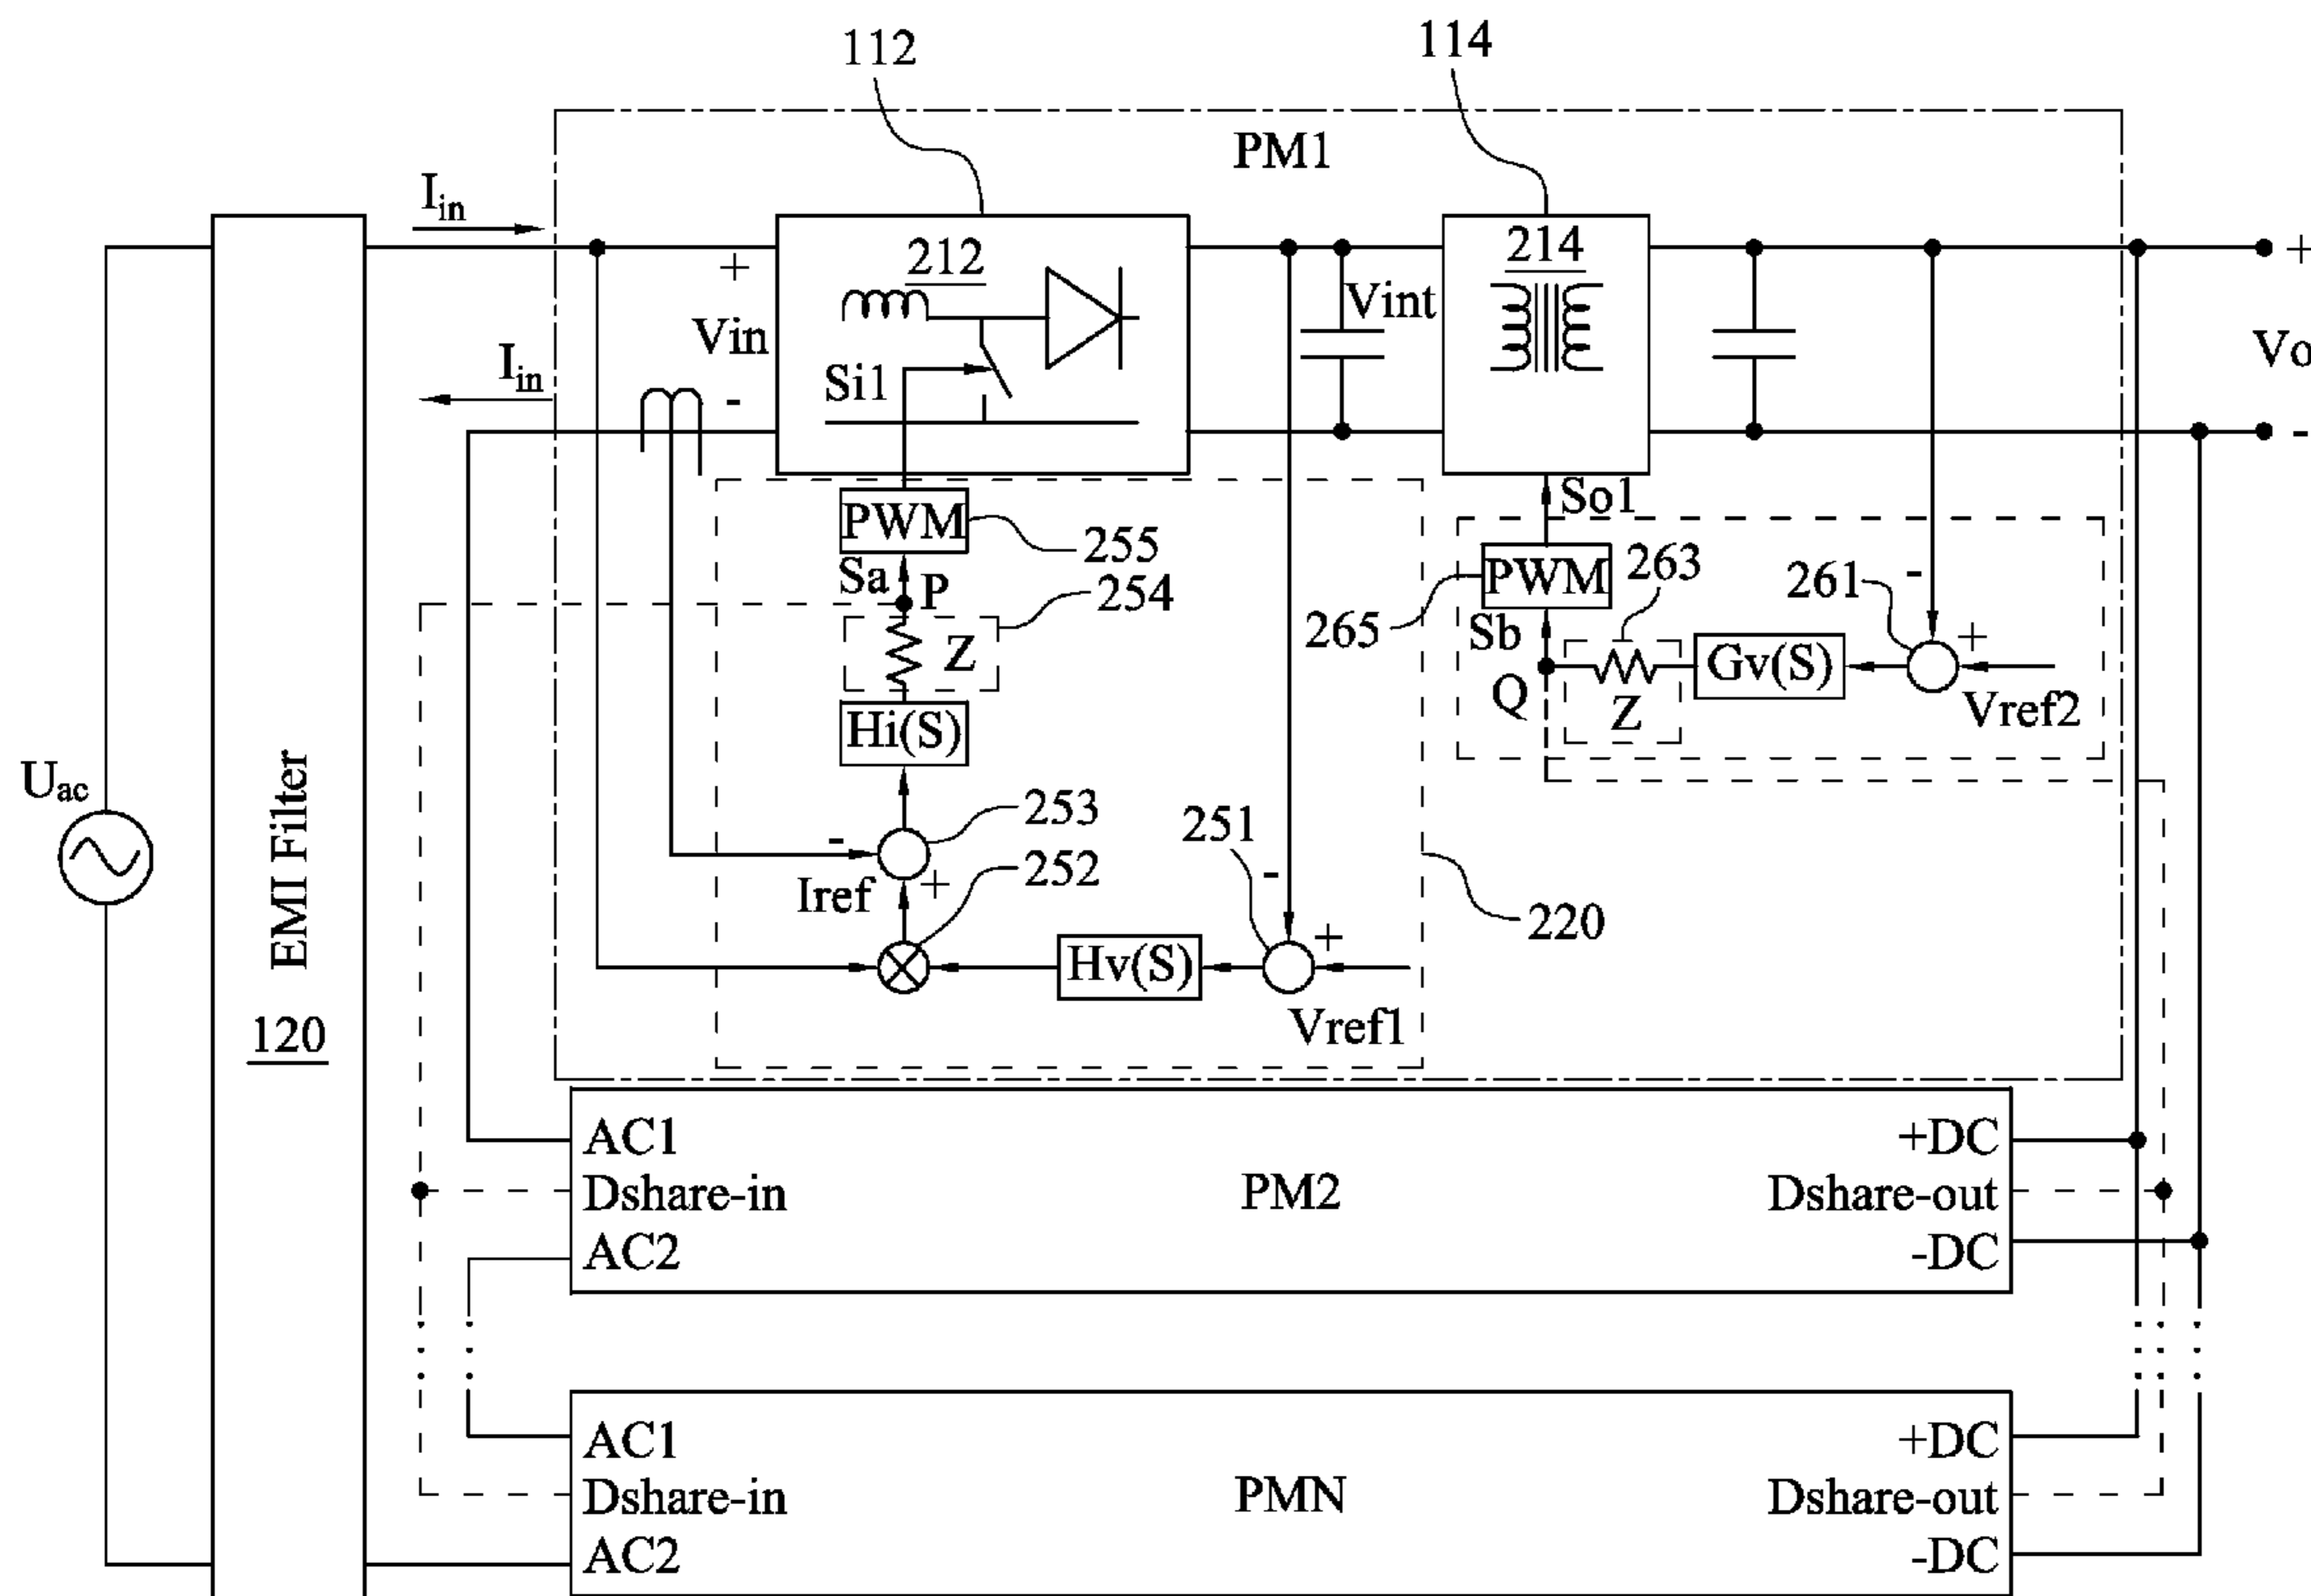 112
114
PM1
Iin
212
214
+
+
Vin
Vint
Vo
Iin
Si1
-
-
So1
PWM
255
PWM
263
Sa
P
254
-
261
265
Sb
+
Z
Gv(S)
Q
Z
Vref2
Hi(S)
Uac
EMI Filter
253
251
-
252
-
Iref
+
220
+
Hv(S)
120
Vref1
AC1
+DC
Dshare-in
PM2
Dshare-out
AC2
-DC
AC1
+DC
Dshare-in
PMN
Dshare-out
AC2
-DC